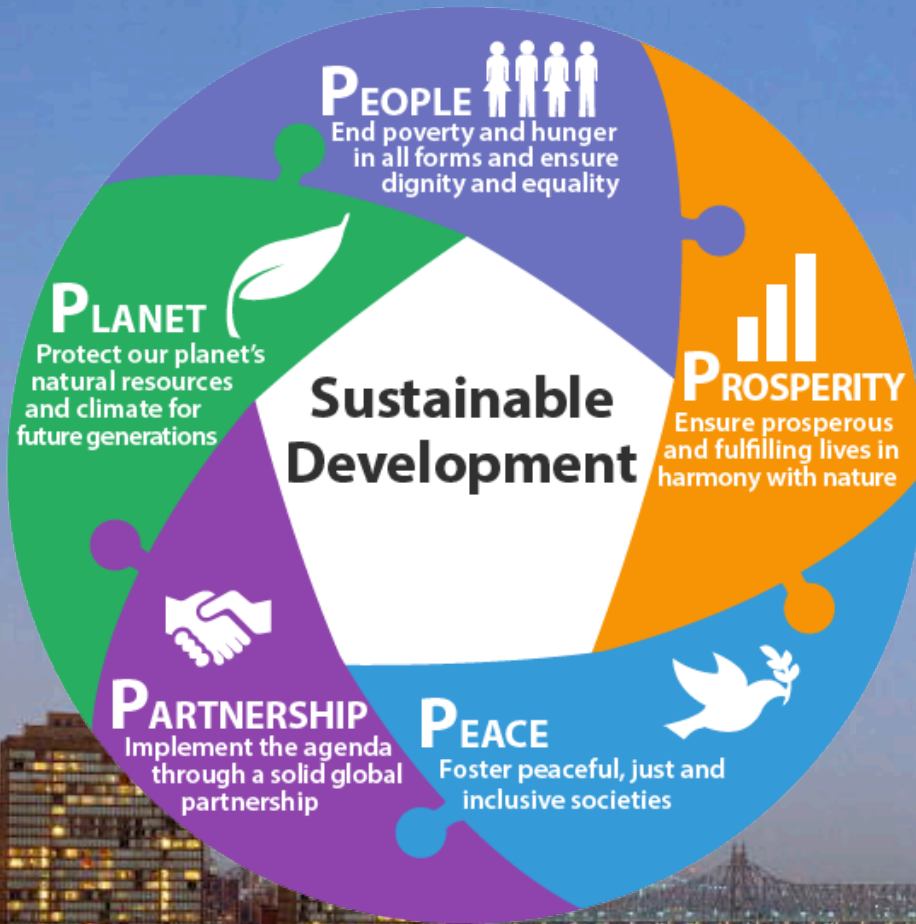 PEOPLE
End poverty and hunger
in all forms and ensure
dignity and equality
PROSPERITY
Ensure prosperous
and fulfilling lives in
harmony with nature
PEACE
Foster peaceful, just and
inclusive societies
PARTNERSHIP
Implement the agenda
through a solid global
partnership
PLANET
Protect our planet's
natural resources
and climate for
future generations
Sustainable
Development